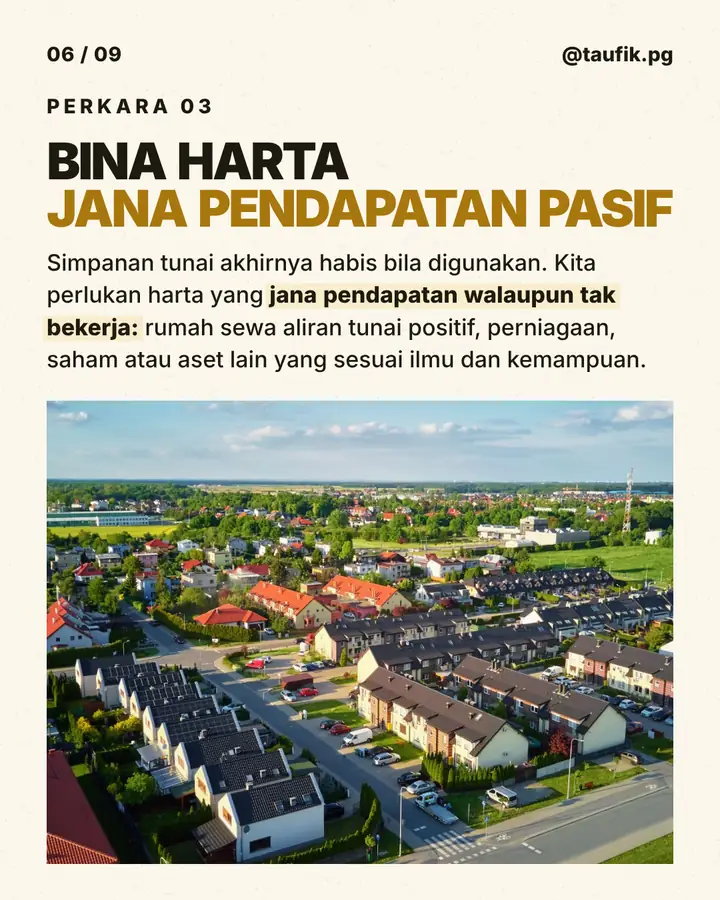 06 / 09
@taufik.pg
PERKARA 03
BINA HARTA
JANA PENDAPATAN PASIF
Simpanan tunai akhirnya habis bila digunakan. Kita
perlukan harta yang jana pendapatan walaupun tak
bekerja: rumah sewa aliran tunai positif, perniagaan,
saham atau aset lain yang sesuai ilmu dan kemampuan.